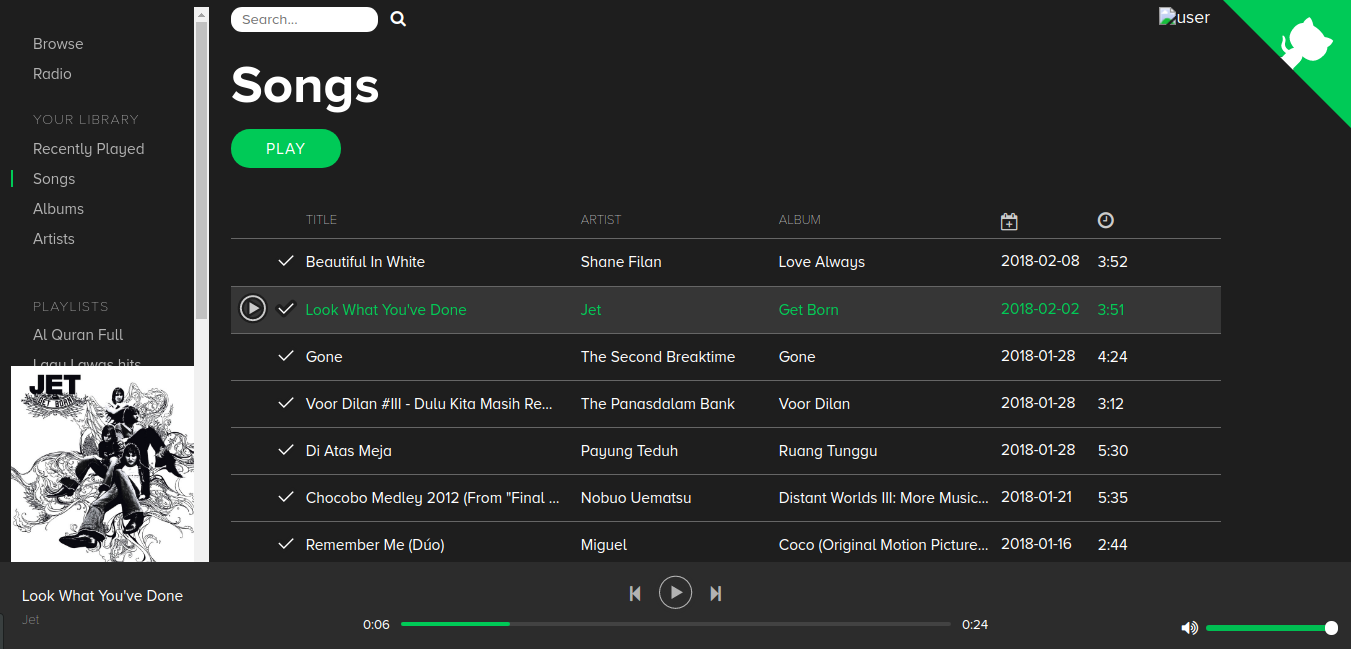 Search...
user
Browse
Radio
YOUR LIBRARY
Recently Played
Songs
Albums
Artists
PLAYLISTS
Al Quran Full
Lagu Lawas hits
JET
GET BORN
Songs
PLAY
TITLE ARTIST ALBUM
Beautiful In White Shane Filan Love Always 2018-02-08 3:52
Look What You've Done Jet Get Born 2018-02-02 3:51
Gone The Second Breaktime Gone 2018-01-28 4:24
Voor Dilan #III - Dulu Kita Masih Re... The Panasdalam Bank Voor Dilan 2018-01-28 3:12
Di Atas Meja Payung Teduh Ruang Tunggu 2018-01-28 5:30
Chocobo Medley 2012 (From "Final ... Nobuo Uematsu Distant Worlds III: More Music... 2018-01-21 5:35
Remember Me (Dúo) Miguel Coco (Original Motion Picture... 2018-01-16 2:44
Look What You've Done
Jet
0:06 0:24